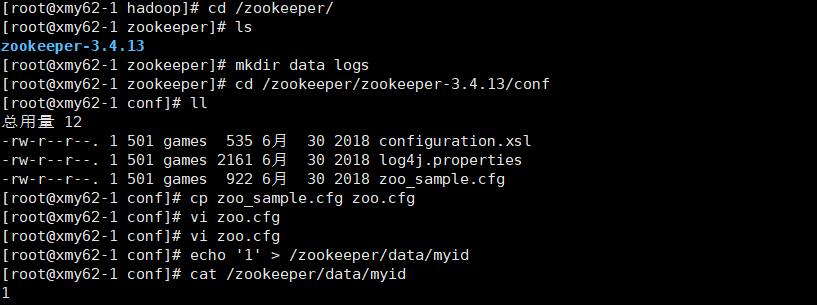 [root@xmy62-1 hadoop]# cd /zookeeper/
[root@xmy62-1 zookeeper]# ls
zookeeper-3.4.13
[root@xmy62-1 zookeeper]# mkdir data logs
[root@xmy62-1 zookeeper]# cd /zookeeper/zookeeper-3.4.13/conf
[root@xmy62-1 conf]# ll
总用量 12
-rw-r--r--. 1 501 games  535 6月  30 2018 configuration.xsl
-rw-r--r--. 1 501 games 2161 6月  30 2018 log4j.properties
-rw-r--r--. 1 501 games  922 6月  30 2018 zoo_sample.cfg
[root@xmy62-1 conf]# cp zoo_sample.cfg zoo.cfg
[root@xmy62-1 conf]# vi zoo.cfg
[root@xmy62-1 conf]# vi zoo.cfg
[root@xmy62-1 conf]# echo '1' > /zookeeper/data/myid
[root@xmy62-1 conf]# cat /zookeeper/data/myid
1